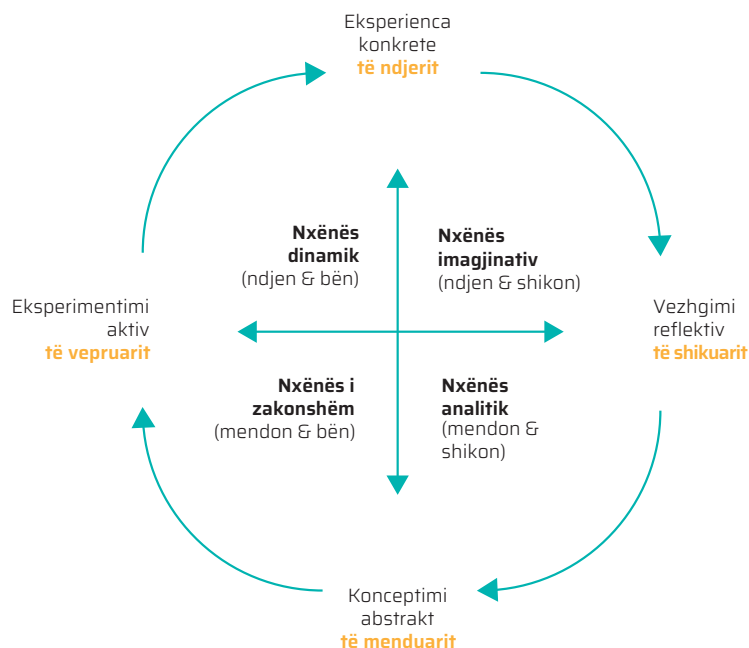 Eksperienca
konkrete
të ndjerit
Nxënës
dinamik
(ndjen & bën)
Nxënës
imagjinativ
(ndjen & shikon)
Eksperimentimi
aktiv
të vepruarit
Vezhgimi
reflektiv
të shikuarit
Nxënës i
zakonshëm
(mendon & bën)
Nxënës
analitik
(mendon &
shikon)
Konceptimi
abstrakt
të menduarit